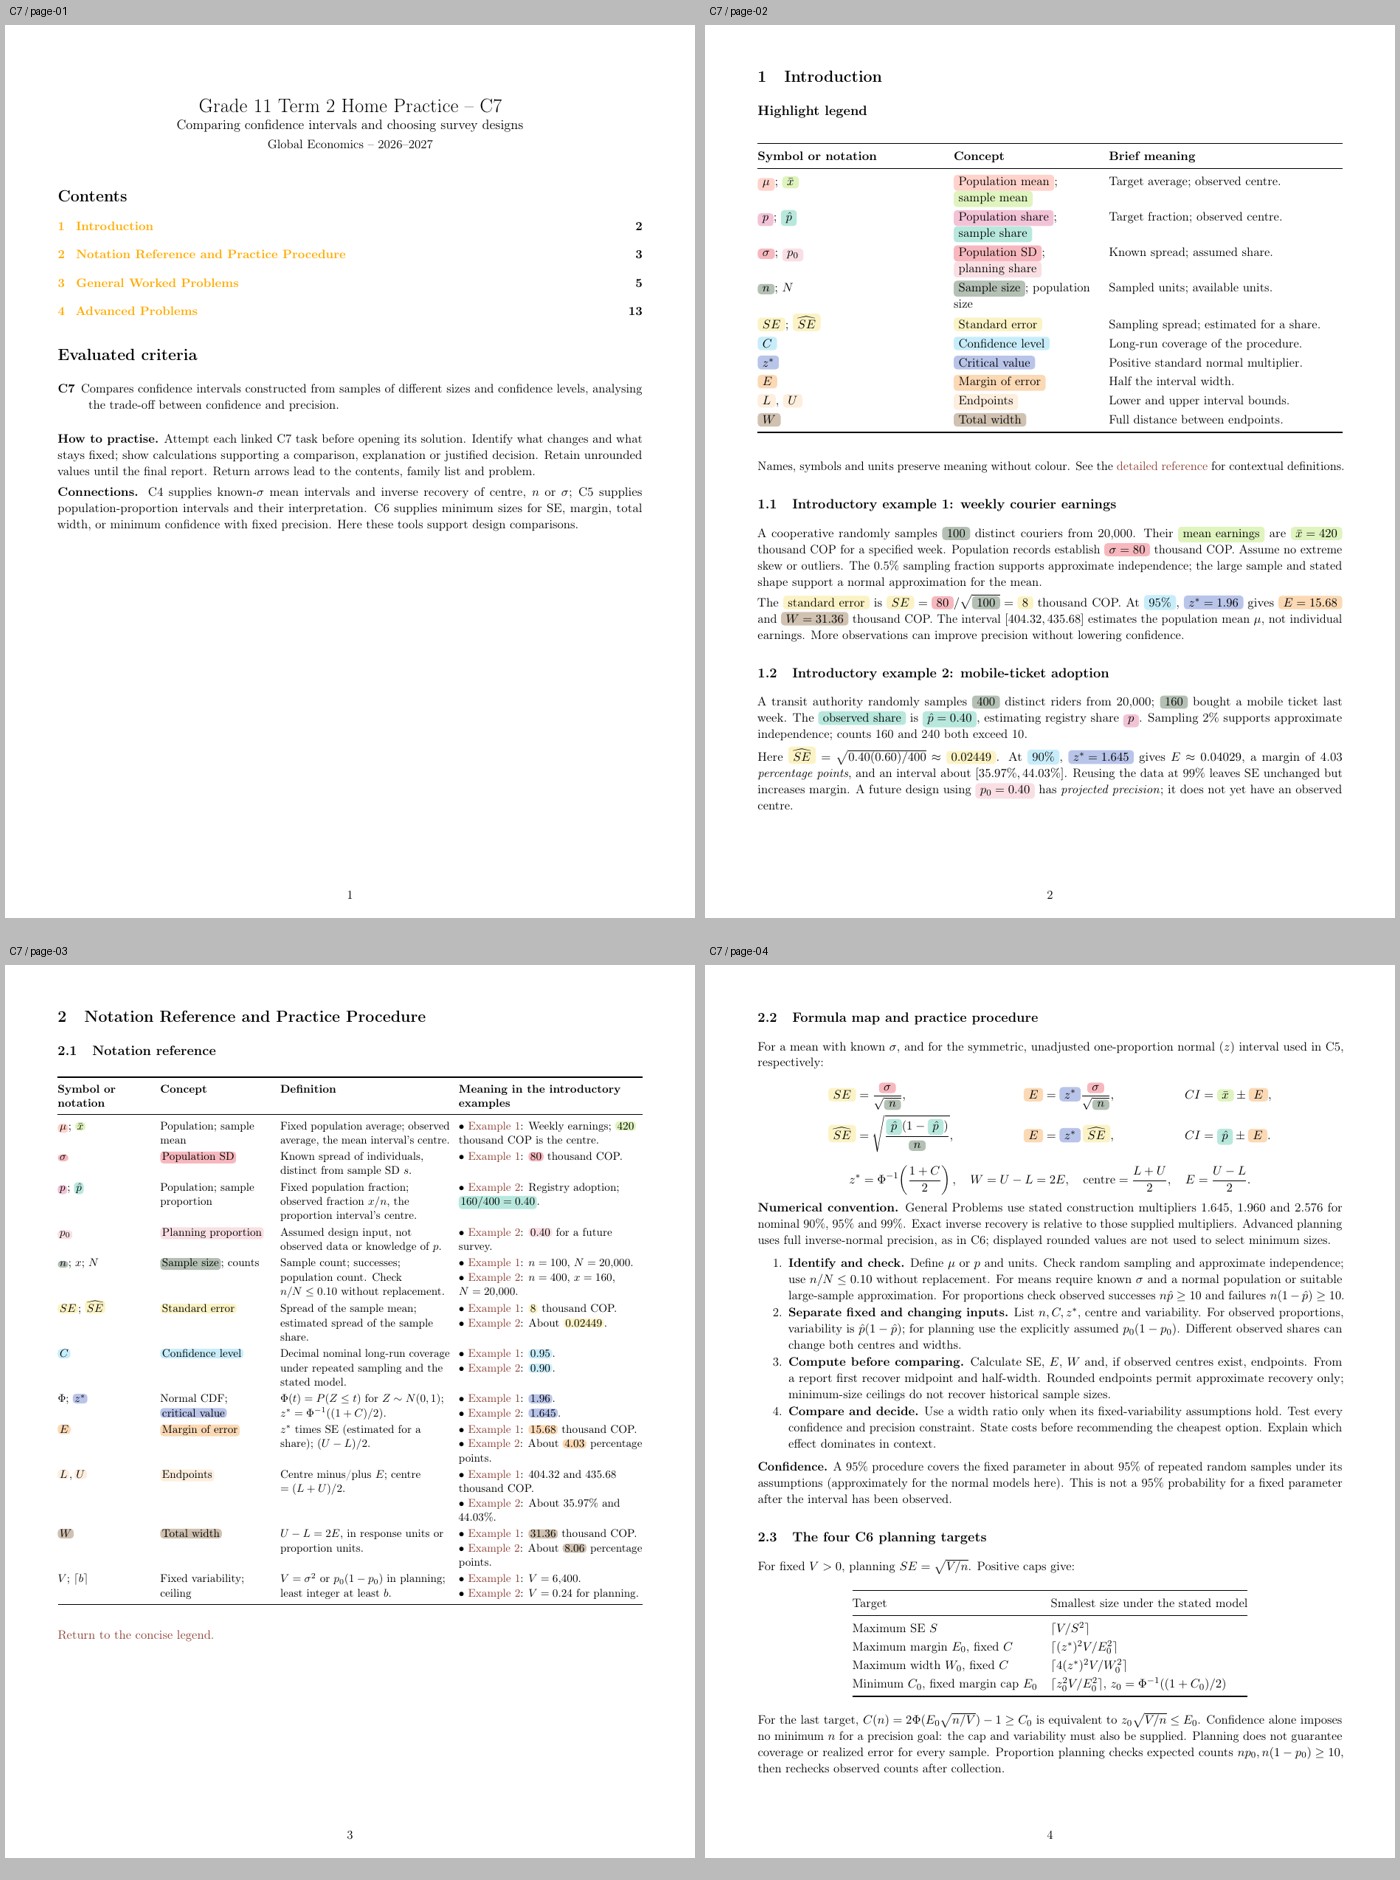 C7 / page-01
Grade 11 Term 2 Home Practice – C7
Comparing confidence intervals and choosing survey designs
Global Economics – 2026–2027
Contents
1 Introduction 2
2 Notation Reference and Practice Procedure 3
3 General Worked Problems 5
4 Advanced Problems 13
Evaluated criteria
C7 Compares confidence intervals constructed from samples of different sizes and confidence levels, analysing
the trade-off between confidence and precision.
How to practise. Attempt each linked C7 task before opening its solution. Identify what changes and what
stays fixed; show calculations supporting a comparison, explanation or justified decision. Retain unrounded
values until the final report. Return arrows lead to the contents, family list and problem.
Connections. C4 supplies known-σ mean intervals and inverse recovery of centre, n or σ; C5 supplies
population-proportion intervals and their interpretation. C6 supplies minimum sizes for SE, margin, total
width, or minimum confidence with fixed precision. Here these tools support design comparisons.
1
C7 / page-02
1 Introduction
Highlight legend
Symbol or notation Concept Brief meaning
μ; x̄ Population mean; Target average; observed centre.
sample mean
p; p̂ Population share; Target fraction; observed centre.
sample share
σ; p₀ Population SD; Known spread; assumed share.
planning share
n; N Sample size; population Sampled units; available units.
size
SE; \widehat{SE} Standard error Sampling spread; estimated for a share.
C Confidence level Long-run coverage of the procedure.
z* Critical value Positive standard normal multiplier.
E Margin of error Half the interval width.
L, U Endpoints Lower and upper interval bounds.
W Total width Full distance between endpoints.
Names, symbols and units preserve meaning without colour. See the detailed reference for contextual definitions.
1.1 Introductory example 1: weekly courier earnings
A cooperative randomly samples 100 distinct couriers from 20,000. Their mean earnings are x̄ = 420
thousand COP for a specified week. Population records establish σ = 80 thousand COP. Assume no extreme
skew or outliers. The 0.5% sampling fraction supports approximate independence; the large sample and stated
shape support a normal approximation for the mean.
The standard error is SE = 80/√100 = 8 thousand COP. At 95%, z* = 1.96 gives E = 15.68
and W = 31.36 thousand COP. The interval [404.32, 435.68] estimates the population mean μ, not individual
earnings. More observations can improve precision without lowering confidence.
1.2 Introductory example 2: mobile-ticket adoption
A transit authority randomly samples 400 distinct riders from 20,000; 160 bought a mobile ticket last
week. The observed share is p̂ = 0.40, estimating registry share p. Sampling 2% supports approximate
independence; counts 160 and 240 both exceed 10.
Here \widehat{SE} = √(0.40(0.60)/400) ≈ 0.02449. At 90%, z* = 1.645 gives E ≈ 0.04029, a margin of 4.03
percentage points, and an interval about [35.97%, 44.03%]. Reusing the data at 99% leaves SE unchanged but
increases margin. A future design using p₀ = 0.40 has projected precision; it does not yet have an observed
centre.
2
C7 / page-03
2 Notation Reference and Practice Procedure
2.1 Notation reference
Symbol or Concept Definition Meaning in the introductory
notation examples
μ; x̄ Population; sample Fixed population average; observed • Example 1: Weekly earnings; 420
mean average, the mean interval's centre. thousand COP is the centre.
σ Population SD Known spread of individuals, • Example 1: 80 thousand COP.
distinct from sample SD s.
p; p̂ Population; sample Fixed population fraction; • Example 2: Registry adoption;
proportion observed fraction x/n, the 160/400 = 0.40.
proportion interval's centre.
p₀ Planning proportion Assumed design input, not • Example 2: 0.40 for a future
observed data or knowledge of p. survey.
n; x; N Sample size; counts Sample count; successes; • Example 1: n = 100, N = 20,000.
population count. Check • Example 2: n = 400, x = 160,
n/N ≤ 0.10 without replacement. N = 20,000.
SE; \widehat{SE} Standard error Spread of the sample mean; • Example 1: 8 thousand COP.
estimated spread of the sample • Example 2: About 0.02449.
share.
C Confidence level Decimal nominal long-run coverage • Example 1: 0.95.
under repeated sampling and the • Example 2: 0.90.
stated model.
Φ; z* Normal CDF; Φ(t) = P(Z ≤ t) for Z ∼ N(0, 1); • Example 1: 1.96.
critical value z* = Φ⁻¹((1 + C)/2). • Example 2: 1.645.
E Margin of error z* times SE (estimated for a • Example 1: 15.68 thousand COP.
share); (U − L)/2. • Example 2: About 4.03 percentage
points.
L, U Endpoints Centre minus/plus E; centre • Example 1: 404.32 and 435.68
= (L + U)/2. thousand COP.
• Example 2: About 35.97% and
44.03%.
W Total width U − L = 2E, in response units or • Example 1: 31.36 thousand COP.
proportion units. • Example 2: About 8.06 percentage
points.
V; ⌈b⌉ Fixed variability; V = σ² or p₀(1 − p₀) in planning; • Example 1: V = 6,400.
ceiling least integer at least b. • Example 2: V = 0.24 for planning.
Return to the concise legend.
3
C7 / page-04
2.2 Formula map and practice procedure
For a mean with known σ, and for the symmetric, unadjusted one-proportion normal (z) interval used in C5,
respectively:
SE = σ/√n, E = z* σ/√n, CI = x̄ ± E,
\widehat{SE} = √(p̂(1 − p̂)/n), E = z* \widehat{SE}, CI = p̂ ± E.
z* = Φ⁻¹((1 + C)/2), W = U − L = 2E, centre = (L + U)/2, E = (U − L)/2.
Numerical convention. General Problems use stated construction multipliers 1.645, 1.960 and 2.576 for
nominal 90%, 95% and 99%. Exact inverse recovery is relative to those supplied multipliers. Advanced planning
uses full inverse-normal precision, as in C6; displayed rounded values are not used to select minimum sizes.
1. Identify and check. Define μ or p and units. Check random sampling and approximate independence;
use n/N ≤ 0.10 without replacement. For means require known σ and a normal population or suitable
large-sample approximation. For proportions check observed successes np̂ ≥ 10 and failures n(1 − p̂) ≥ 10.
2. Separate fixed and changing inputs. List n, C, z*, centre and variability. For observed proportions,
variability is p̂(1 − p̂); for planning use the explicitly assumed p₀(1 − p₀). Different observed shares can
change both centres and widths.
3. Compute before comparing. Calculate SE, E, W and, if observed centres exist, endpoints. From
a report first recover midpoint and half-width. Rounded endpoints permit approximate recovery only;
minimum-size ceilings do not recover historical sample sizes.
4. Compare and decide. Use a width ratio only when its fixed-variability assumptions hold. Test every
confidence and precision constraint. State costs before recommending the cheapest option. Explain which
effect dominates in context.
Confidence. A 95% procedure covers the fixed parameter in about 95% of repeated random samples under its
assumptions (approximately for the normal models here). This is not a 95% probability for a fixed parameter
after the interval has been observed.
2.3 The four C6 planning targets
For fixed V > 0, planning SE = √(V/n). Positive caps give:
Target Smallest size under the stated model
Maximum SE S ⌈V/S²⌉
Maximum margin E₀, fixed C ⌈(z*)²V/E₀²⌉
Maximum width W₀, fixed C ⌈4(z*)²V/W₀²⌉
Minimum C₀, fixed margin cap E₀ ⌈z₀²V/E₀²⌉, z₀ = Φ⁻¹((1 + C₀)/2)
For the last target, C(n) = 2Φ(E₀√(n/V)) − 1 ≥ C₀ is equivalent to z₀√(V/n) ≤ E₀. Confidence alone imposes
no minimum n for a precision goal: the cap and variability must also be supplied. Planning does not guarantee
coverage or realized error for every sample. Proportion planning checks expected counts np₀, n(1 − p₀) ≥ 10,
then rechecks observed counts after collection.
4